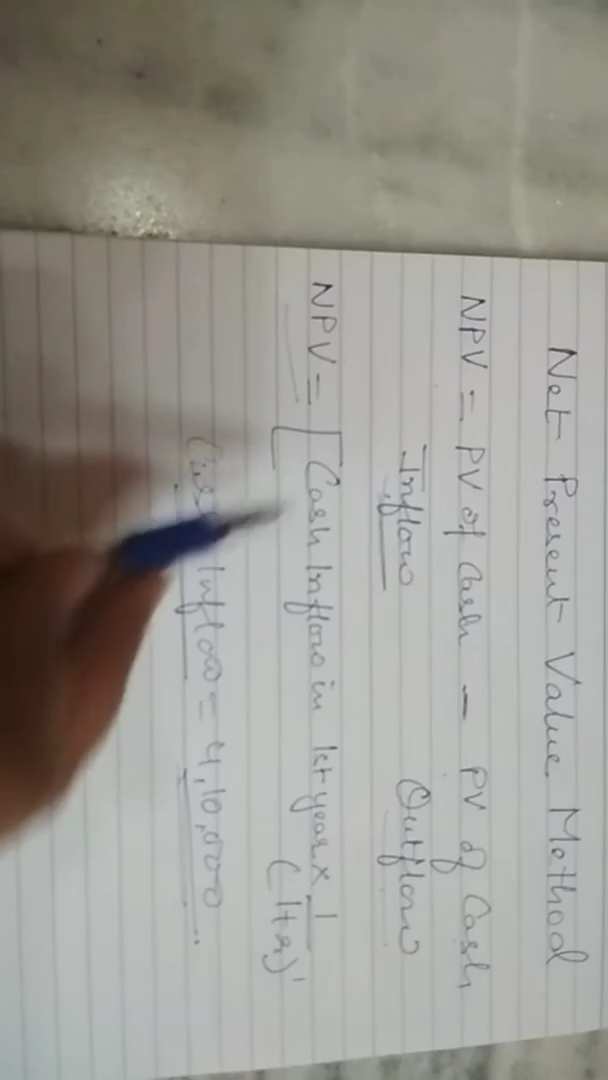 Net Present Value Method
NPV = PV of Cash - PV of Cash
Inflow Outflow
NPV = [ Cash Inflow in 1st year × 1
(1+r)¹
Inflow = 4,10,000